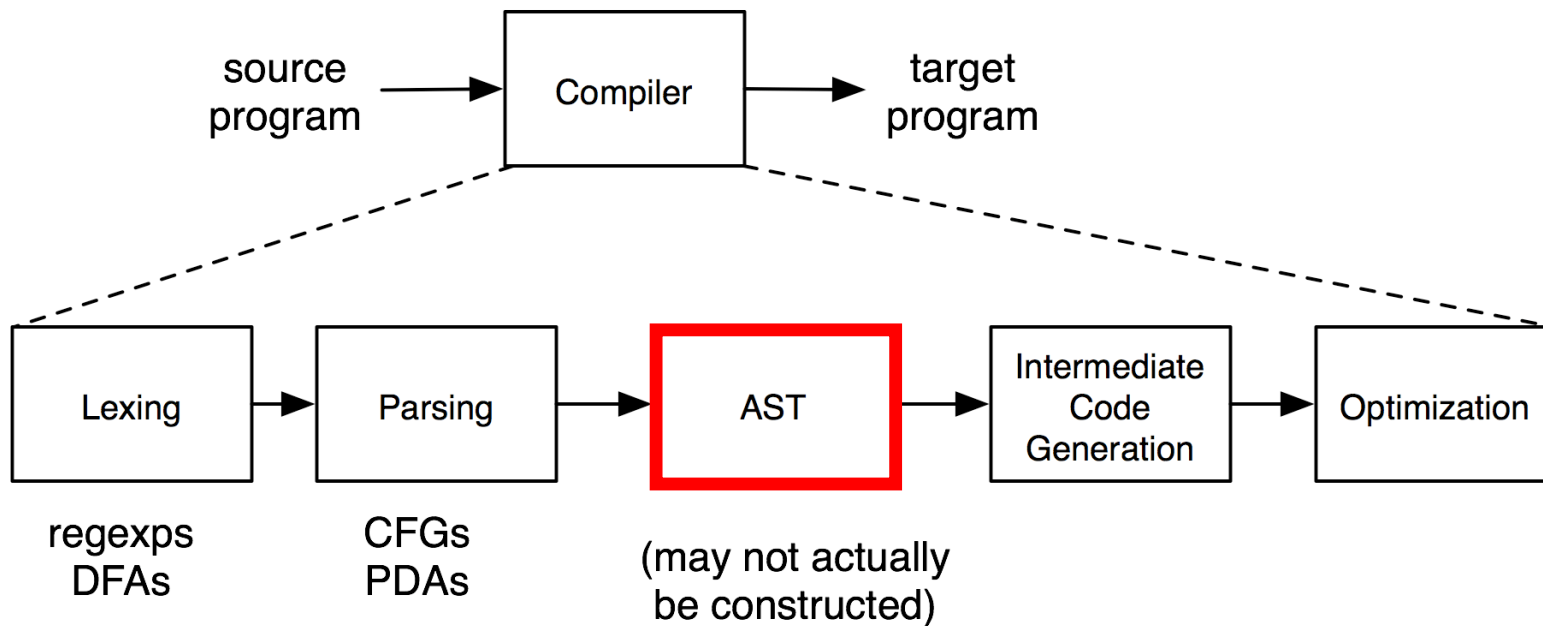 source
program
Compiler
target
program
Lexing
Parsing
AST
Intermediate
Code
Generation
Optimization
regexps
DFAs
CFGs
PDAs
(may not actually
be constructed)